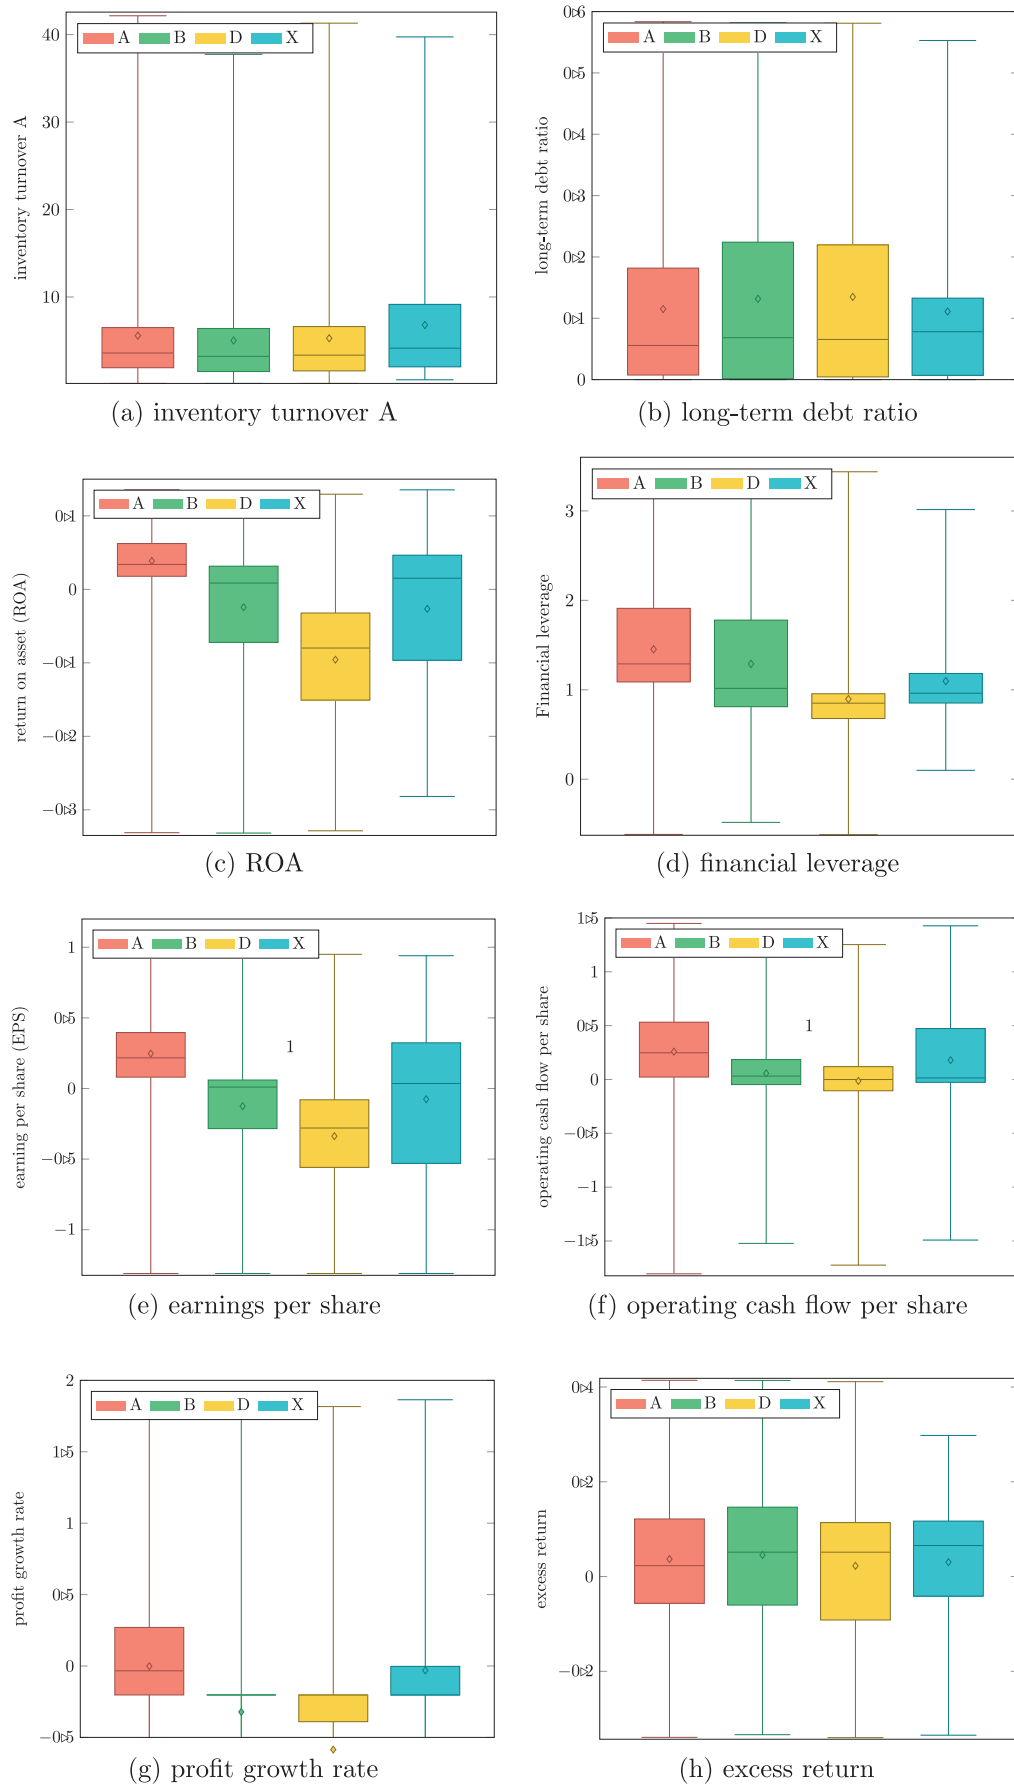 A B D X
40
30
20
10
inventory turnover A
(a) inventory turnover A
A B D X
0▷6
0▷5
0▷4
0▷3
0▷2
0▷1
0
long-term debt ratio
(b) long-term debt ratio
A B D X
0▷1
0
−0▷1
−0▷2
−0▷3
return on asset (ROA)
(c) ROA
A B D X
3
2
1
0
Financial leverage
(d) financial leverage
A B D X
1
0▷5
0
−0▷5
−1
1
earning per share (EPS)
(e) earnings per share
A B D X
1▷5
1
0▷5
0
−0▷5
−1
−1▷5
1
operating cash flow per share
(f) operating cash flow per share
A B D X
2
1▷5
1
0▷5
0
−0▷5
profit growth rate
(g) profit growth rate
A B D X
0▷4
0▷2
0
−0▷2
excess return
(h) excess return